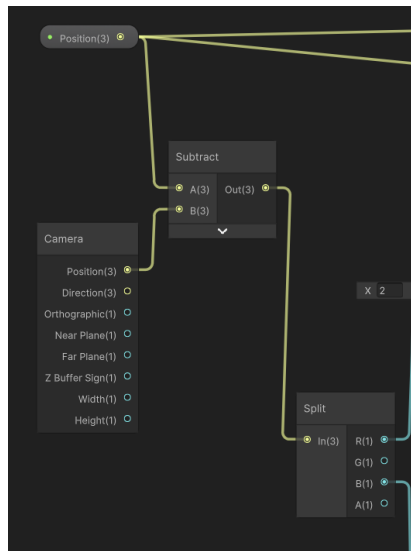 Position(3)
Subtract
A(3) Out(3)
B(3)
Camera
Position(3)
Direction(3)
Orthographic(1)
Near Plane(1)
Far Plane(1)
Z Buffer Sign(1)
Width(1)
Height(1)
X 2
Split
In(3) R(1)
G(1)
B(1)
A(1)